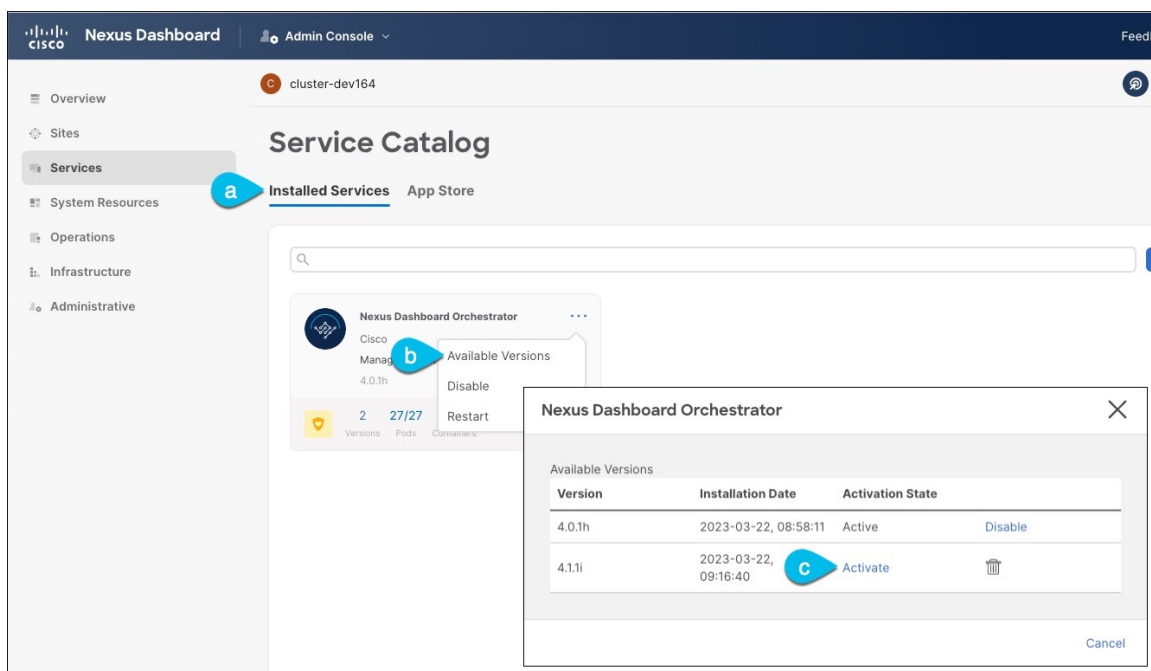 CISCO Nexus Dashboard Admin Console
cluster-dev164
Overview
Sites
Services
System Resources
Operations
Infrastructure
Administrative
Service Catalog
a Installed Services App Store
Nexus Dashboard Orchestrator ...
Cisco
4.0.1h
2 27/27
Versions Pods Containers
b Available Versions
Disable
Restart
Nexus Dashboard Orchestrator
Available Versions
Version Installation Date Activation State
4.0.1h 2023-03-22, 08:58:11 Active Disable
4.1.1i 2023-03-22,
09:16:40 c Activate
Cancel